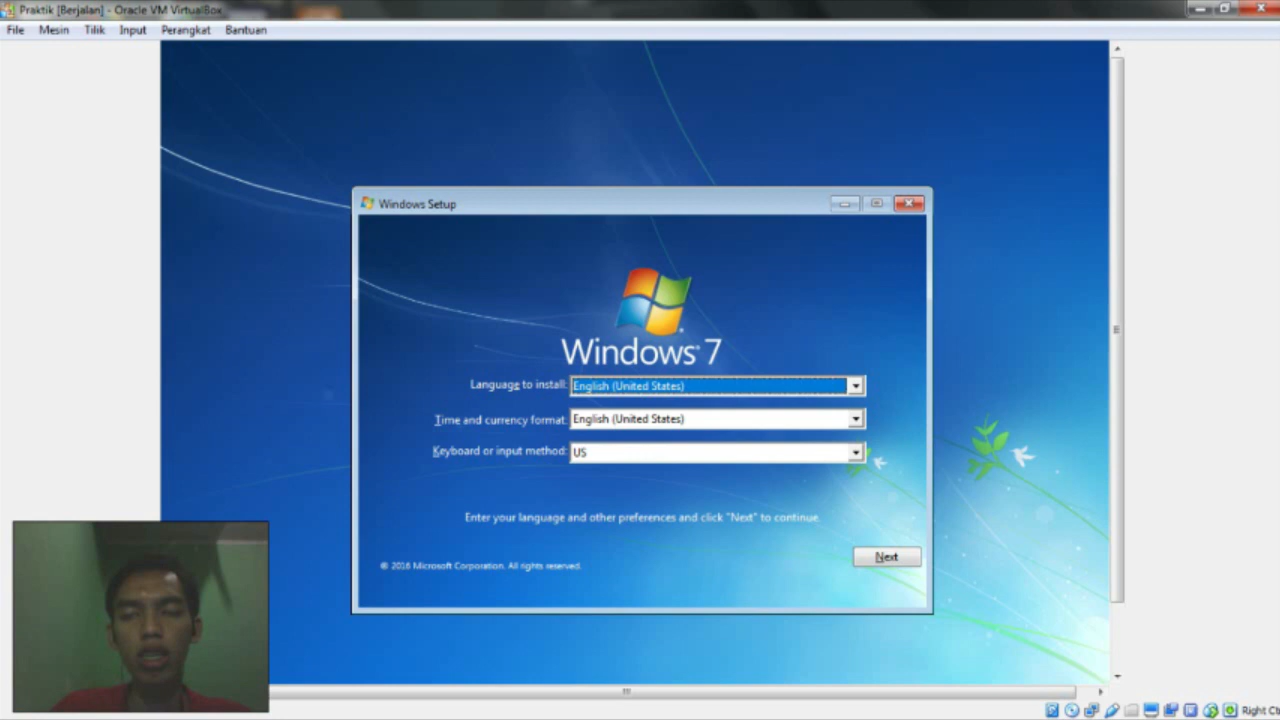 Praktik [Berjalan] - Oracle VM VirtualBox
File Mesin Tilik Input Perangkat Bantuan
Windows Setup
Windows 7
Language to install: English (United States)
Time and currency format: English (United States)
Keyboard or input method: US
Enter your language and other preferences and click "Next" to continue.
Next
© 2016 Microsoft Corporation. All rights reserved.
Right Ct